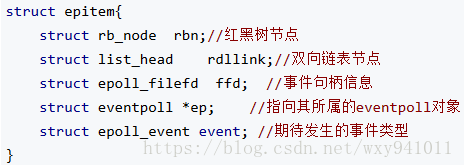 struct epitem{
struct rb_node rbn;//红黑树节点
struct list_head rdllink;//双向链表节点
struct epoll_filefd ffd; //事件句柄信息
struct eventpoll *ep; //指向其所属的eventpoll对象
struct epoll_event event; //期待发生的事件类型
}
https://blog.csdn.net/wxy941011